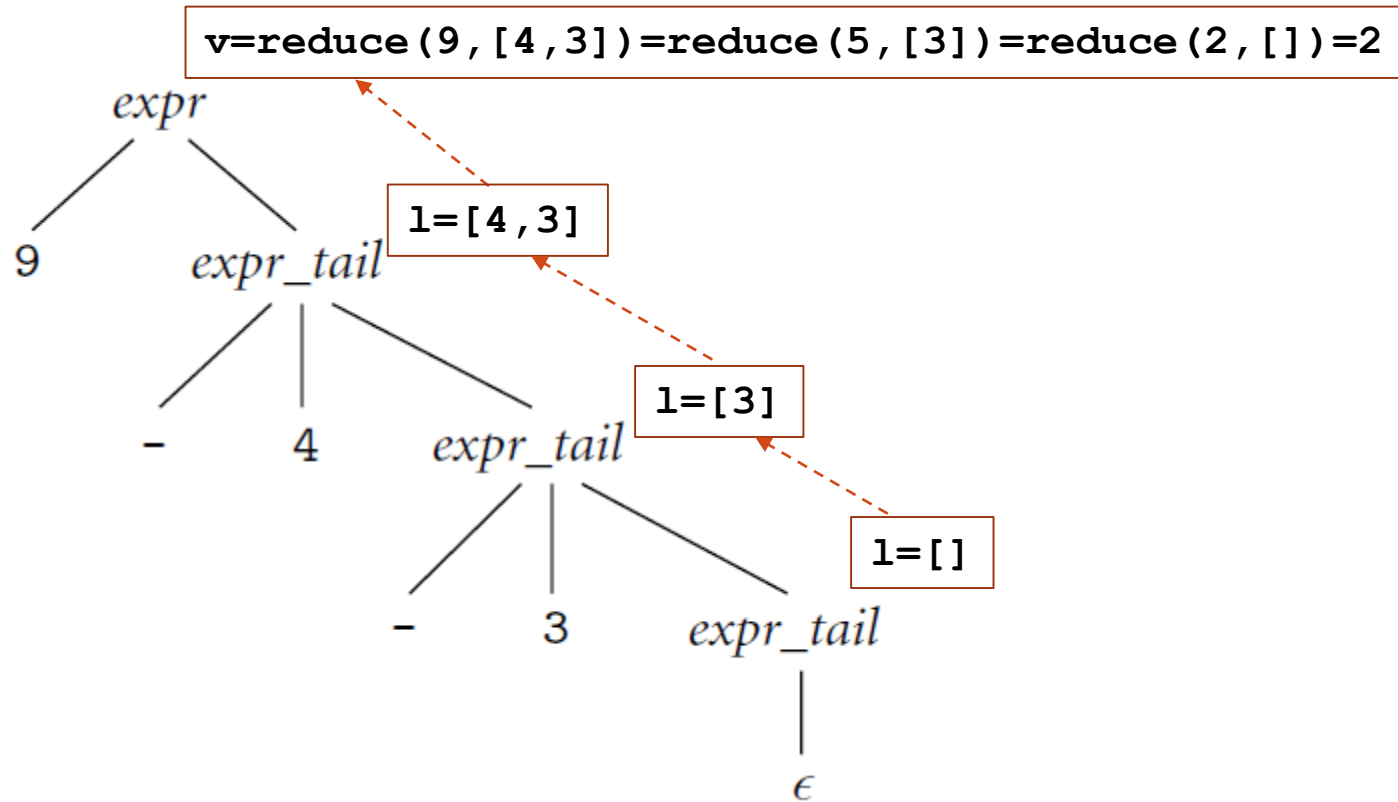 v=reduce(9,[4,3])=reduce(5,[3])=reduce(2,[])=2
expr
l=[4,3]
9 expr_tail
l=[3]
- 4 expr_tail
l=[]
- 3 expr_tail
ϵ